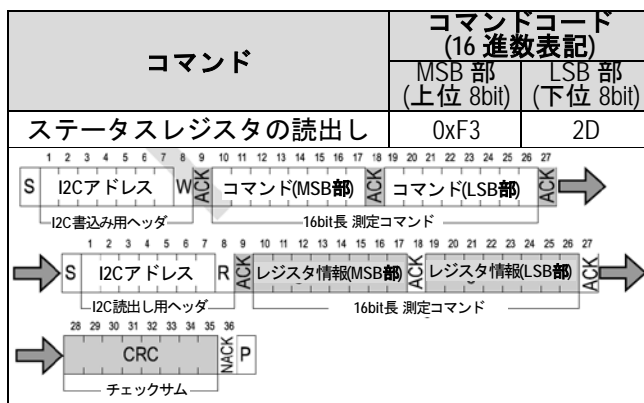 コマンド
コマンドコード
(16 進数表記)
MSB 部
(上位 8bit)
LSB 部
(下位 8bit)
ステータスレジスタの読出し 0xF3 2D
1 2 3 4 5 6 7 8 9 10 11 12 13 14 15 16 17 18 19 20 21 22 23 24 25 26 27
S I2Cアドレス W ACK コマンド(MSB部) ACK コマンド(LSB部) ACK
I2C書込み用ヘッダ 16bit長 測定コマンド
1 2 3 4 5 6 7 8 9 10 11 12 13 14 15 16 17 18 19 20 21 22 23 24 25 26 27
S I2Cアドレス R ACK レジスタ情報(MSB部) ACK レジスタ情報(LSB部) ACK
I2C読出し用ヘッダ 16bit長 測定コマンド
28 29 30 31 32 33 34 35 36
CRC NACK P
チェックサム